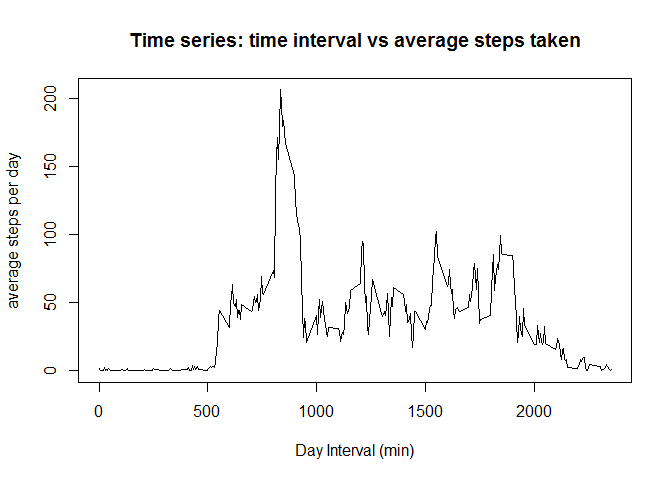 Time series: time interval vs average steps taken
average steps per day
200
150
100
50
0
0 500 1000 1500 2000
Day Interval (min)